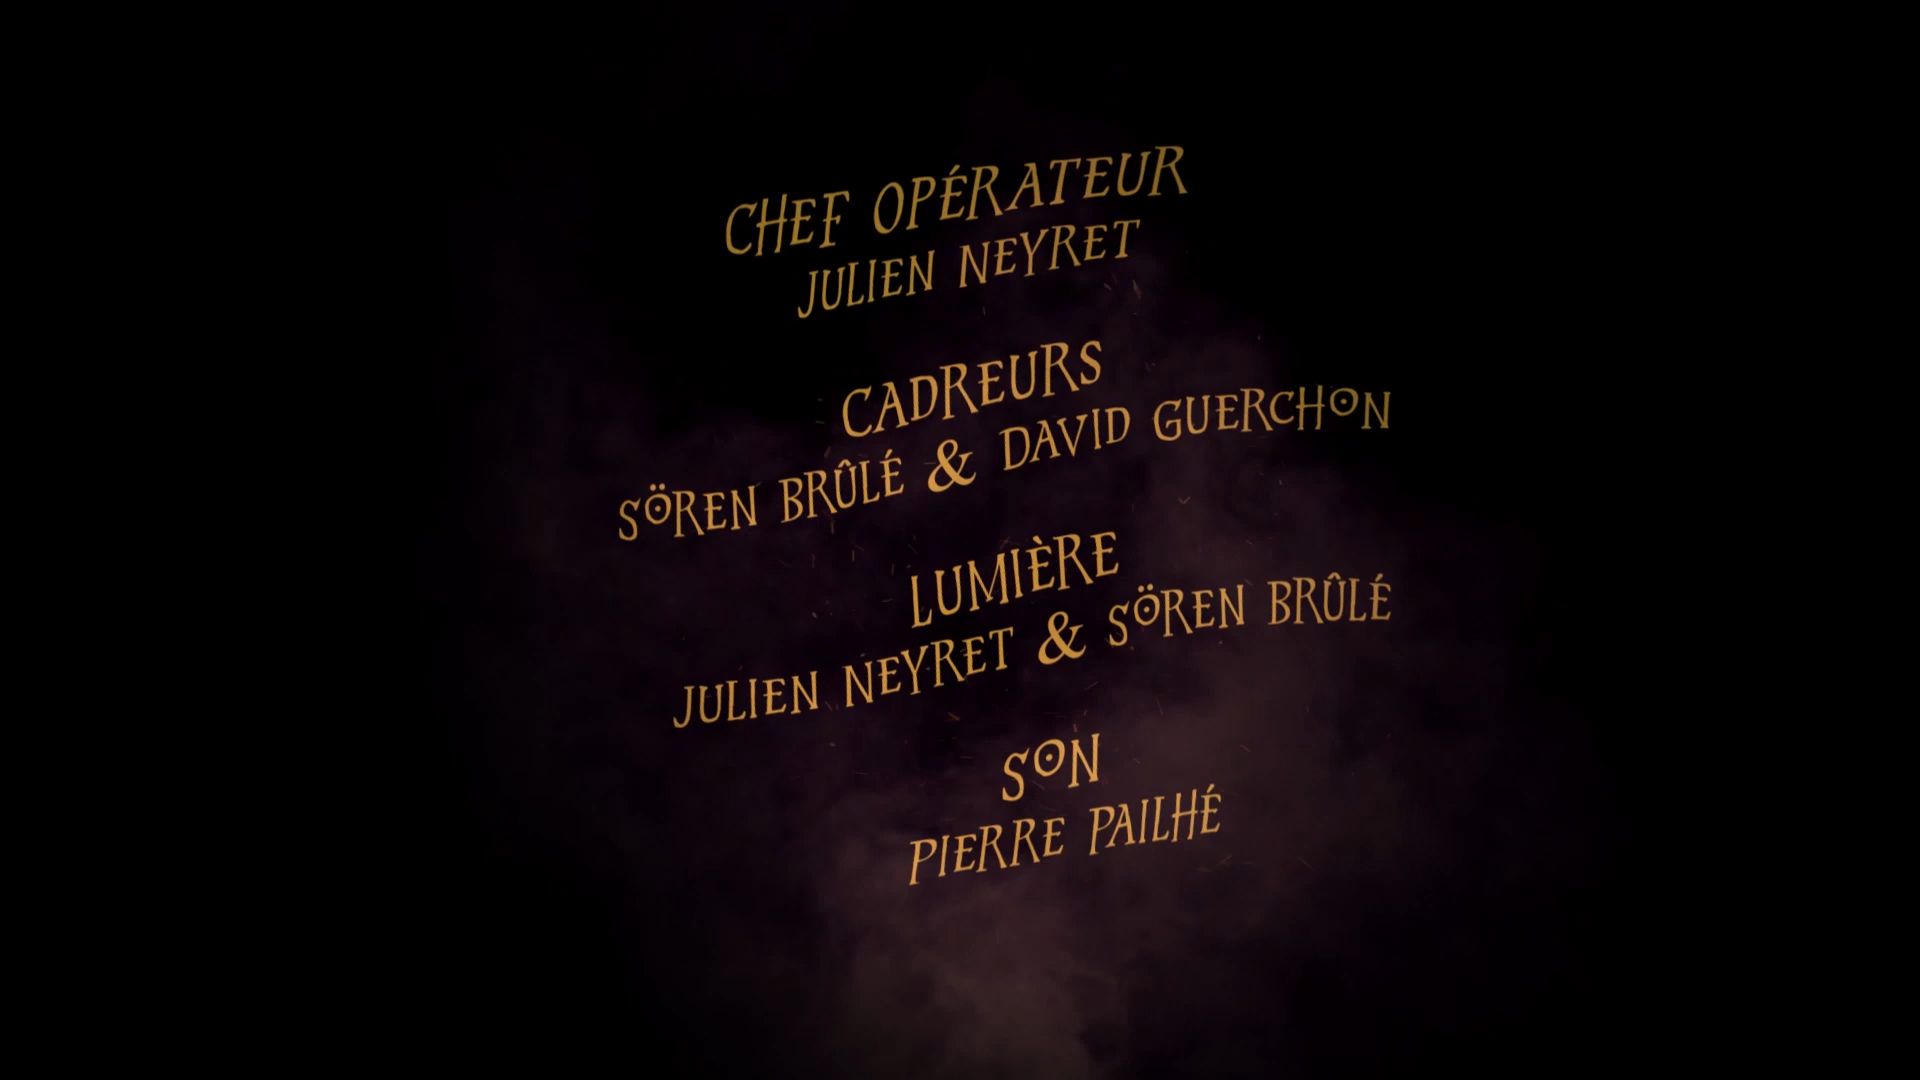 CHEF OPÉRATEUR
JULIEN NEYRET
CADREURS
SÖREN BRÛLÉ & DAVID GUERCHON
LUMIÈRE
JULIEN NEYRET & SÖREN BRÛLÉ
SON
PIERRE PAILHÉ